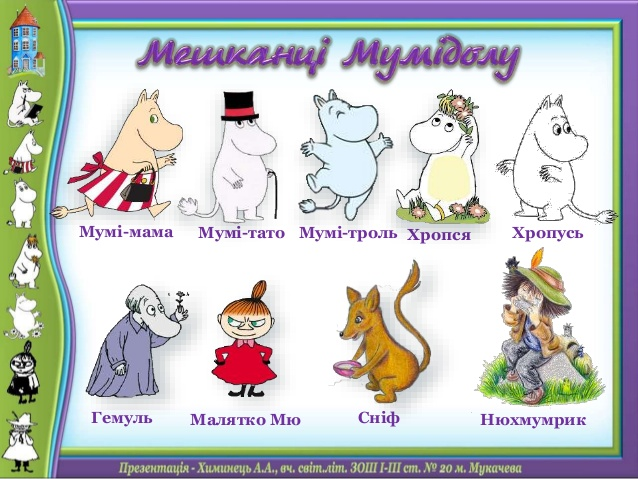 Мешканці Мумідолу
Мумі-мама Мумі-тато Мумі-троль Хропся Хропусь
Гемуль Малятко Мю Сніф Нюхмумрик
Презентація - Химинець А.А., вч. світ.літ. ЗОШ І-ІІІ ст. № 20 м. Мукачева